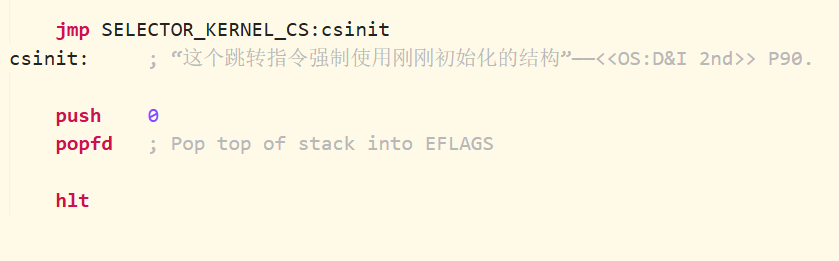 jmp SELECTOR_KERNEL_CS:csinit
csinit:     ; “这个跳转指令强制使用刚刚初始化的结构”——<<OS:D&I 2nd>> P90.
push    0
popfd   ; Pop top of stack into EFLAGS
hlt